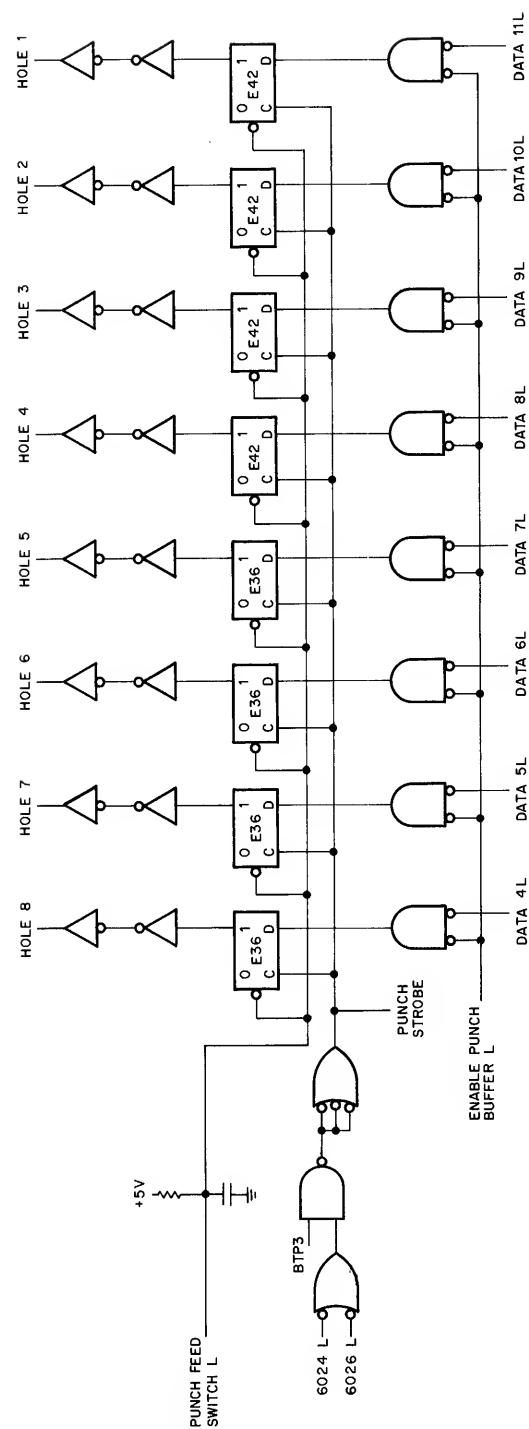 HOLE 8
HOLE 7
HOLE 6
HOLE 5
HOLE 4
HOLE 3
HOLE 2
HOLE 1
+5V
PUNCH FEED
SWITCH L
0 1
E36
C D
0 1
E36
C D
0 1
E36
C D
0 1
E36
C D
0 1
E42
C D
0 1
E42
C D
0 1
E42
C D
0 1
E42
C D
BTP3
6024 L
6026 L
PUNCH
STROBE
ENABLE PUNCH
BUFFER L
DATA 4L
DATA 5L
DATA 6L
DATA 7L
DATA 8L
DATA 9L
DATA 10L
DATA 11L